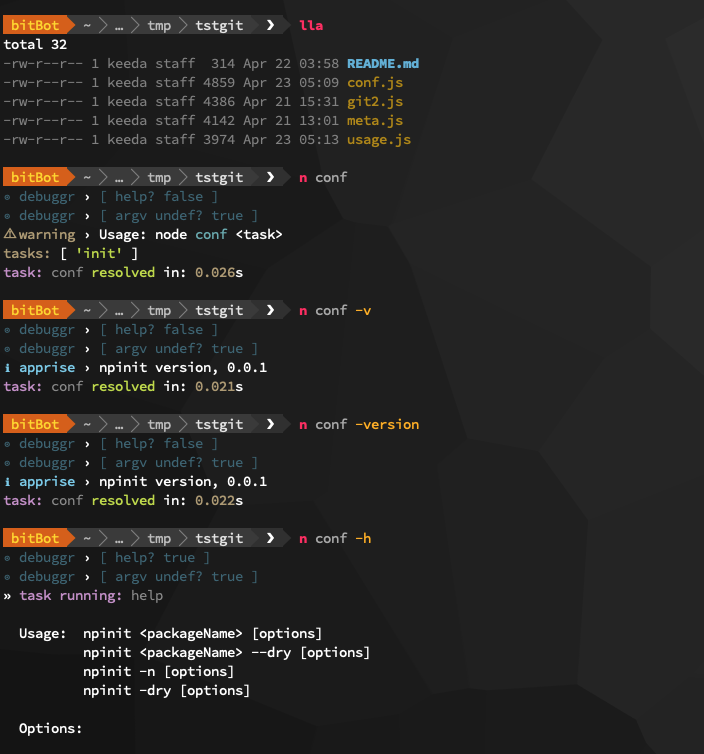 bitBot ~ … tmp tstgit ❯ lla
total 32
-rw-r--r-- 1 keeda staff 314 Apr 22 03:58 README.md
-rw-r--r-- 1 keeda staff 4859 Apr 23 05:09 conf.js
-rw-r--r-- 1 keeda staff 4386 Apr 21 15:31 git2.js
-rw-r--r-- 1 keeda staff 4142 Apr 21 13:01 meta.js
-rw-r--r-- 1 keeda staff 3974 Apr 23 05:13 usage.js
bitBot ~ … tmp tstgit ❯ n conf
debuggr › [ help? false ]
debuggr › [ argv undef? true ]
⚠warning › Usage: node conf <task>
tasks: [ 'init' ]
task: conf resolved in: 0.026s
bitBot ~ … tmp tstgit ❯ n conf -v
debuggr › [ help? false ]
debuggr › [ argv undef? true ]
ℹ apprise › npinit version, 0.0.1
task: conf resolved in: 0.021s
bitBot ~ … tmp tstgit ❯ n conf -version
debuggr › [ help? false ]
debuggr › [ argv undef? true ]
ℹ apprise › npinit version, 0.0.1
task: conf resolved in: 0.022s
bitBot ~ … tmp tstgit ❯ n conf -h
debuggr › [ help? true ]
debuggr › [ argv undef? true ]
» task running: help
Usage: npinit <packageName> [options]
npinit <packageName> --dry [options]
npinit -n [options]
npinit -dry [options]
Options: